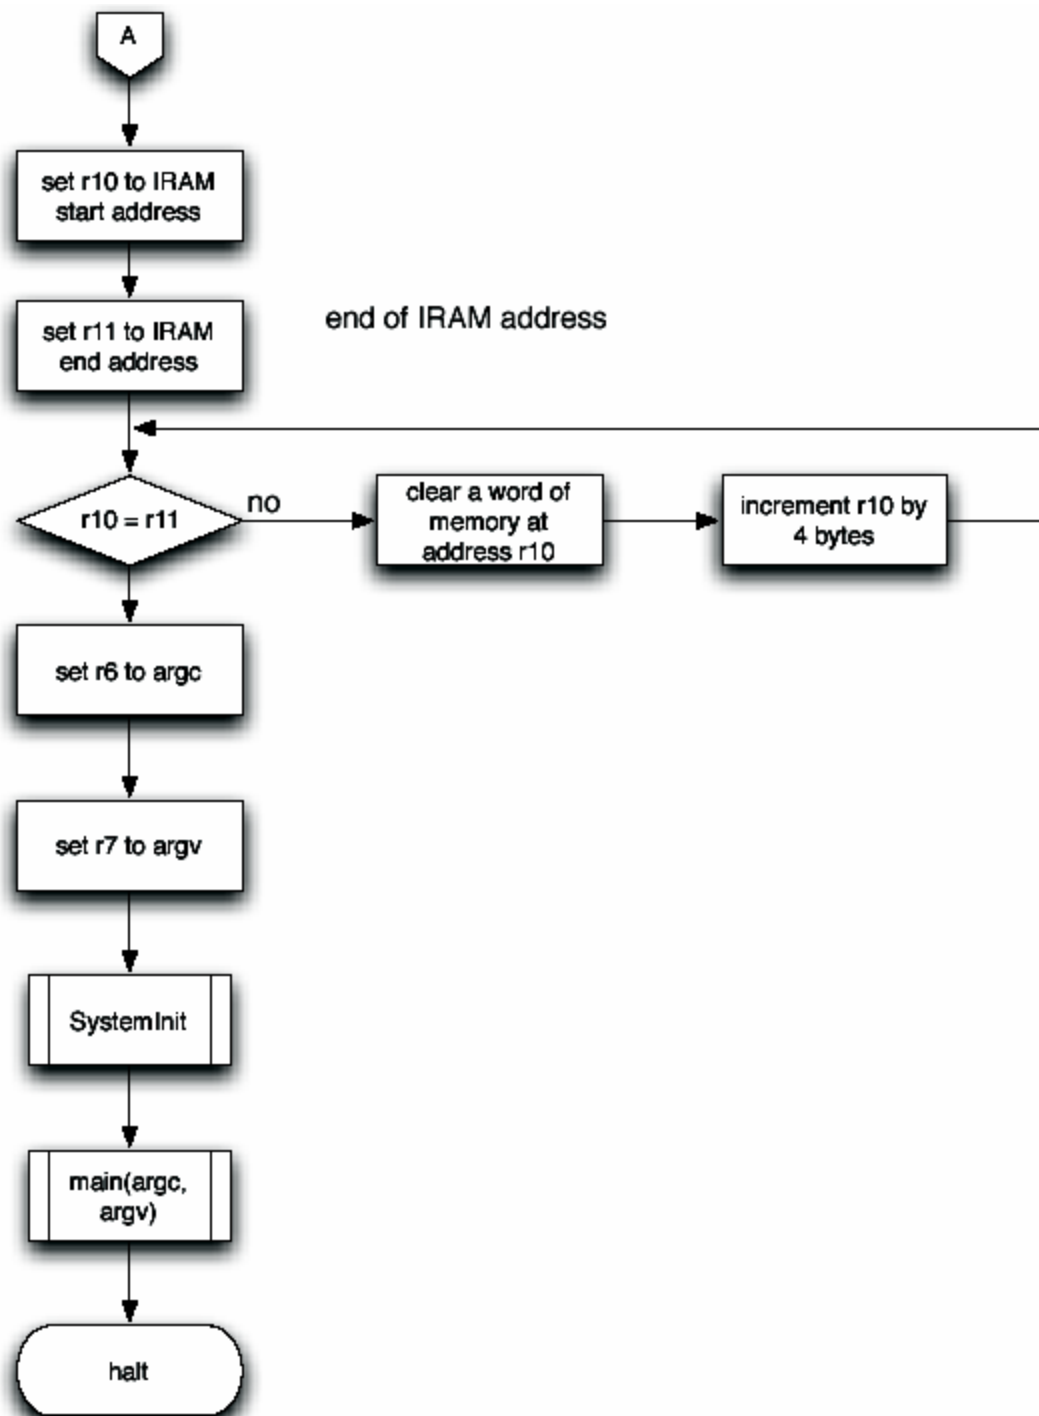 A
set r10 to IRAM
start address
set r11 to IRAM
end address
end of IRAM address
r10 = r11
no
clear a word of
memory at
address r10
increment r10 by
4 bytes
set r6 to argc
set r7 to argv
SystemInit
main(argc,
argv)
halt